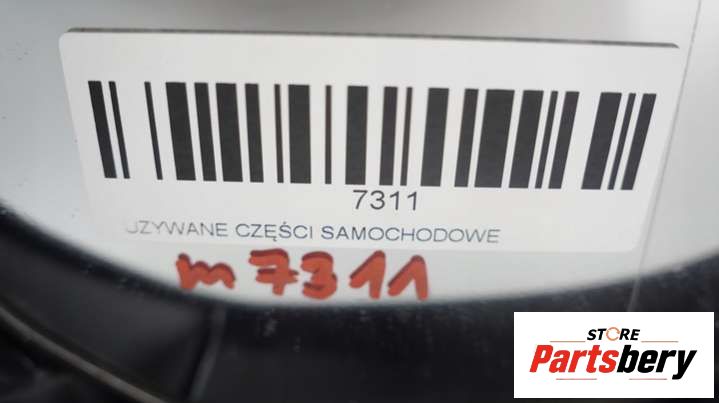 7311
UZYWANE CZĘŚCI SAMOCHODOWE
m7311
STORE
Partsbery